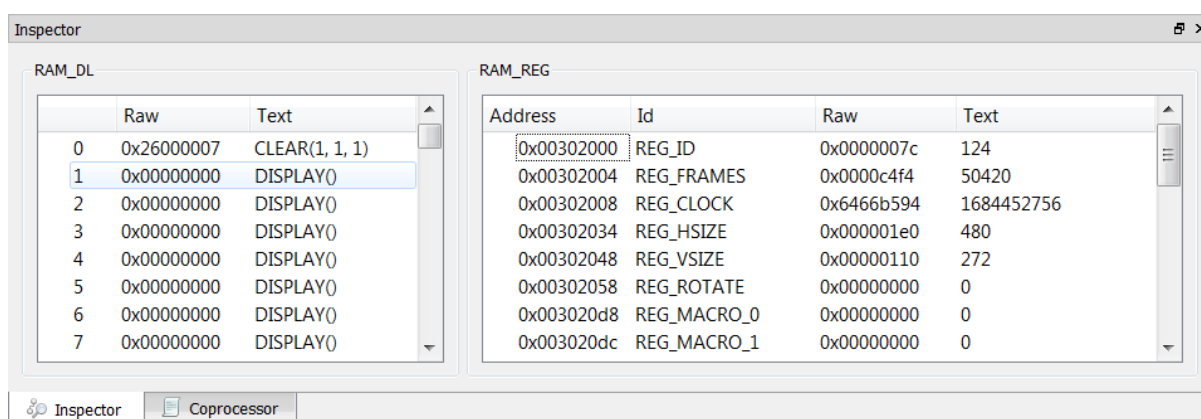 Inspector
RAM_DL
Raw Text
0 0x26000007 CLEAR(1, 1, 1)
1 0x00000000 DISPLAY()
2 0x00000000 DISPLAY()
3 0x00000000 DISPLAY()
4 0x00000000 DISPLAY()
5 0x00000000 DISPLAY()
6 0x00000000 DISPLAY()
7 0x00000000 DISPLAY()
RAM_REG
Address Id Raw Text
0x00302000 REG_ID 0x0000007c 124
0x00302004 REG_FRAMES 0x0000c4f4 50420
0x00302008 REG_CLOCK 0x6466b594 1684452756
0x00302034 REG_HSIZE 0x000001e0 480
0x00302048 REG_VSIZE 0x00000110 272
0x00302058 REG_ROTATE 0x00000000 0
0x003020d8 REG_MACRO_0 0x00000000 0
0x003020dc REG_MACRO_1 0x00000000 0
Inspector Coprocessor